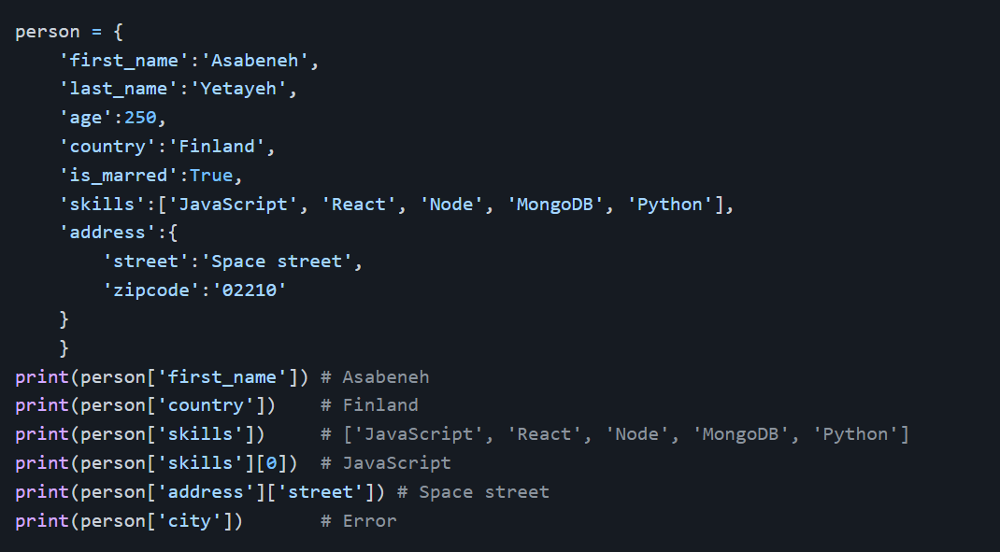 person = {
    'first_name':'Asabeneh',
    'last_name':'Yetayeh',
    'age':250,
    'country':'Finland',
    'is_marred':True,
    'skills':['JavaScript', 'React', 'Node', 'MongoDB', 'Python'],
    'address':{
        'street':'Space street',
        'zipcode':'02210'
    }
    }
print(person['first_name']) # Asabeneh
print(person['country'])    # Finland
print(person['skills'])     # ['JavaScript', 'React', 'Node', 'MongoDB', 'Python']
print(person['skills'][0])  # JavaScript
print(person['address']['street']) # Space street
print(person['city'])       # Error